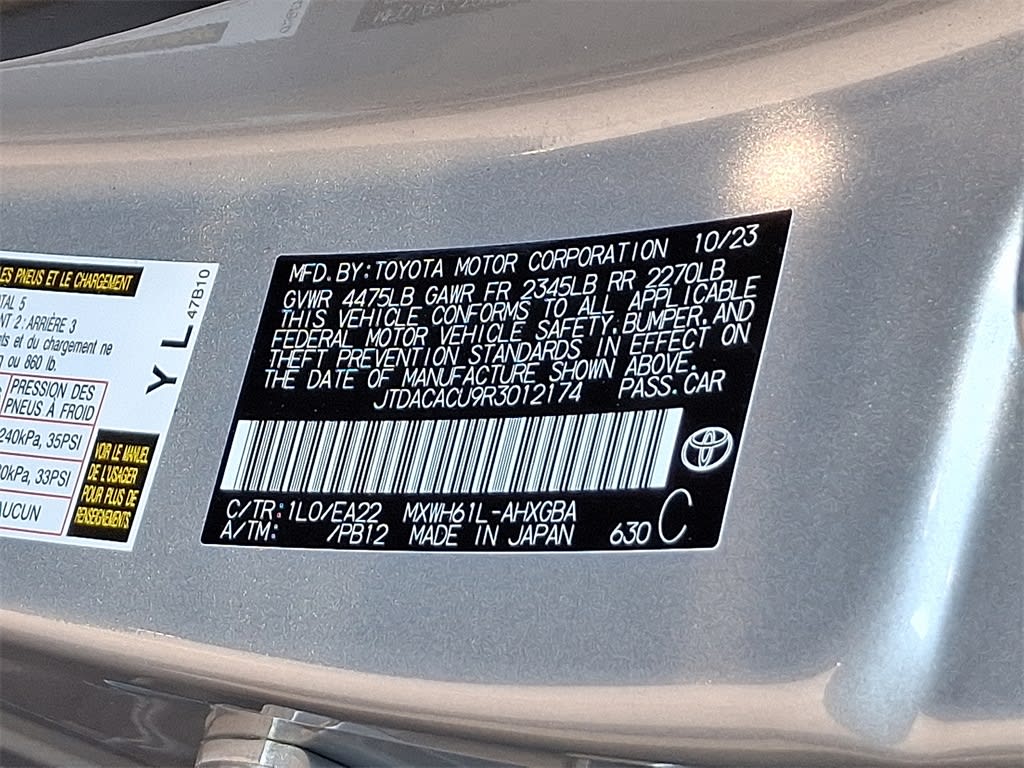 LES PNEUS ET LE CHARGEMENT
5
2 : ARRIÈRE 3
et du chargement ne
ou 860 lb.
PRESSION DES
PNEUS À FROID
240kPa, 35PSI
kPa, 33PSI
VOIR LE MANUEL
DE L'USAGER
POUR PLUS DE
RENSEIGNEMENTS
47B10
YL
MFD. BY: TOYOTA MOTOR CORPORATION 10/23
GVWR 4475LB GAWR FR 2345LB RR 2270LB
THIS VEHICLE CONFORMS TO ALL APPLICABLE
FEDERAL MOTOR VEHICLE SAFETY, BUMPER, AND
THEFT PREVENTION STANDARDS IN EFFECT ON
THE DATE OF MANUFACTURE SHOWN ABOVE.
JTDACACU9R3012174 PASS. CAR
C/TR: 1L0/EA22 MXWH61L-AHXGBA
A/TM: /PB12 MADE IN JAPAN 630 C